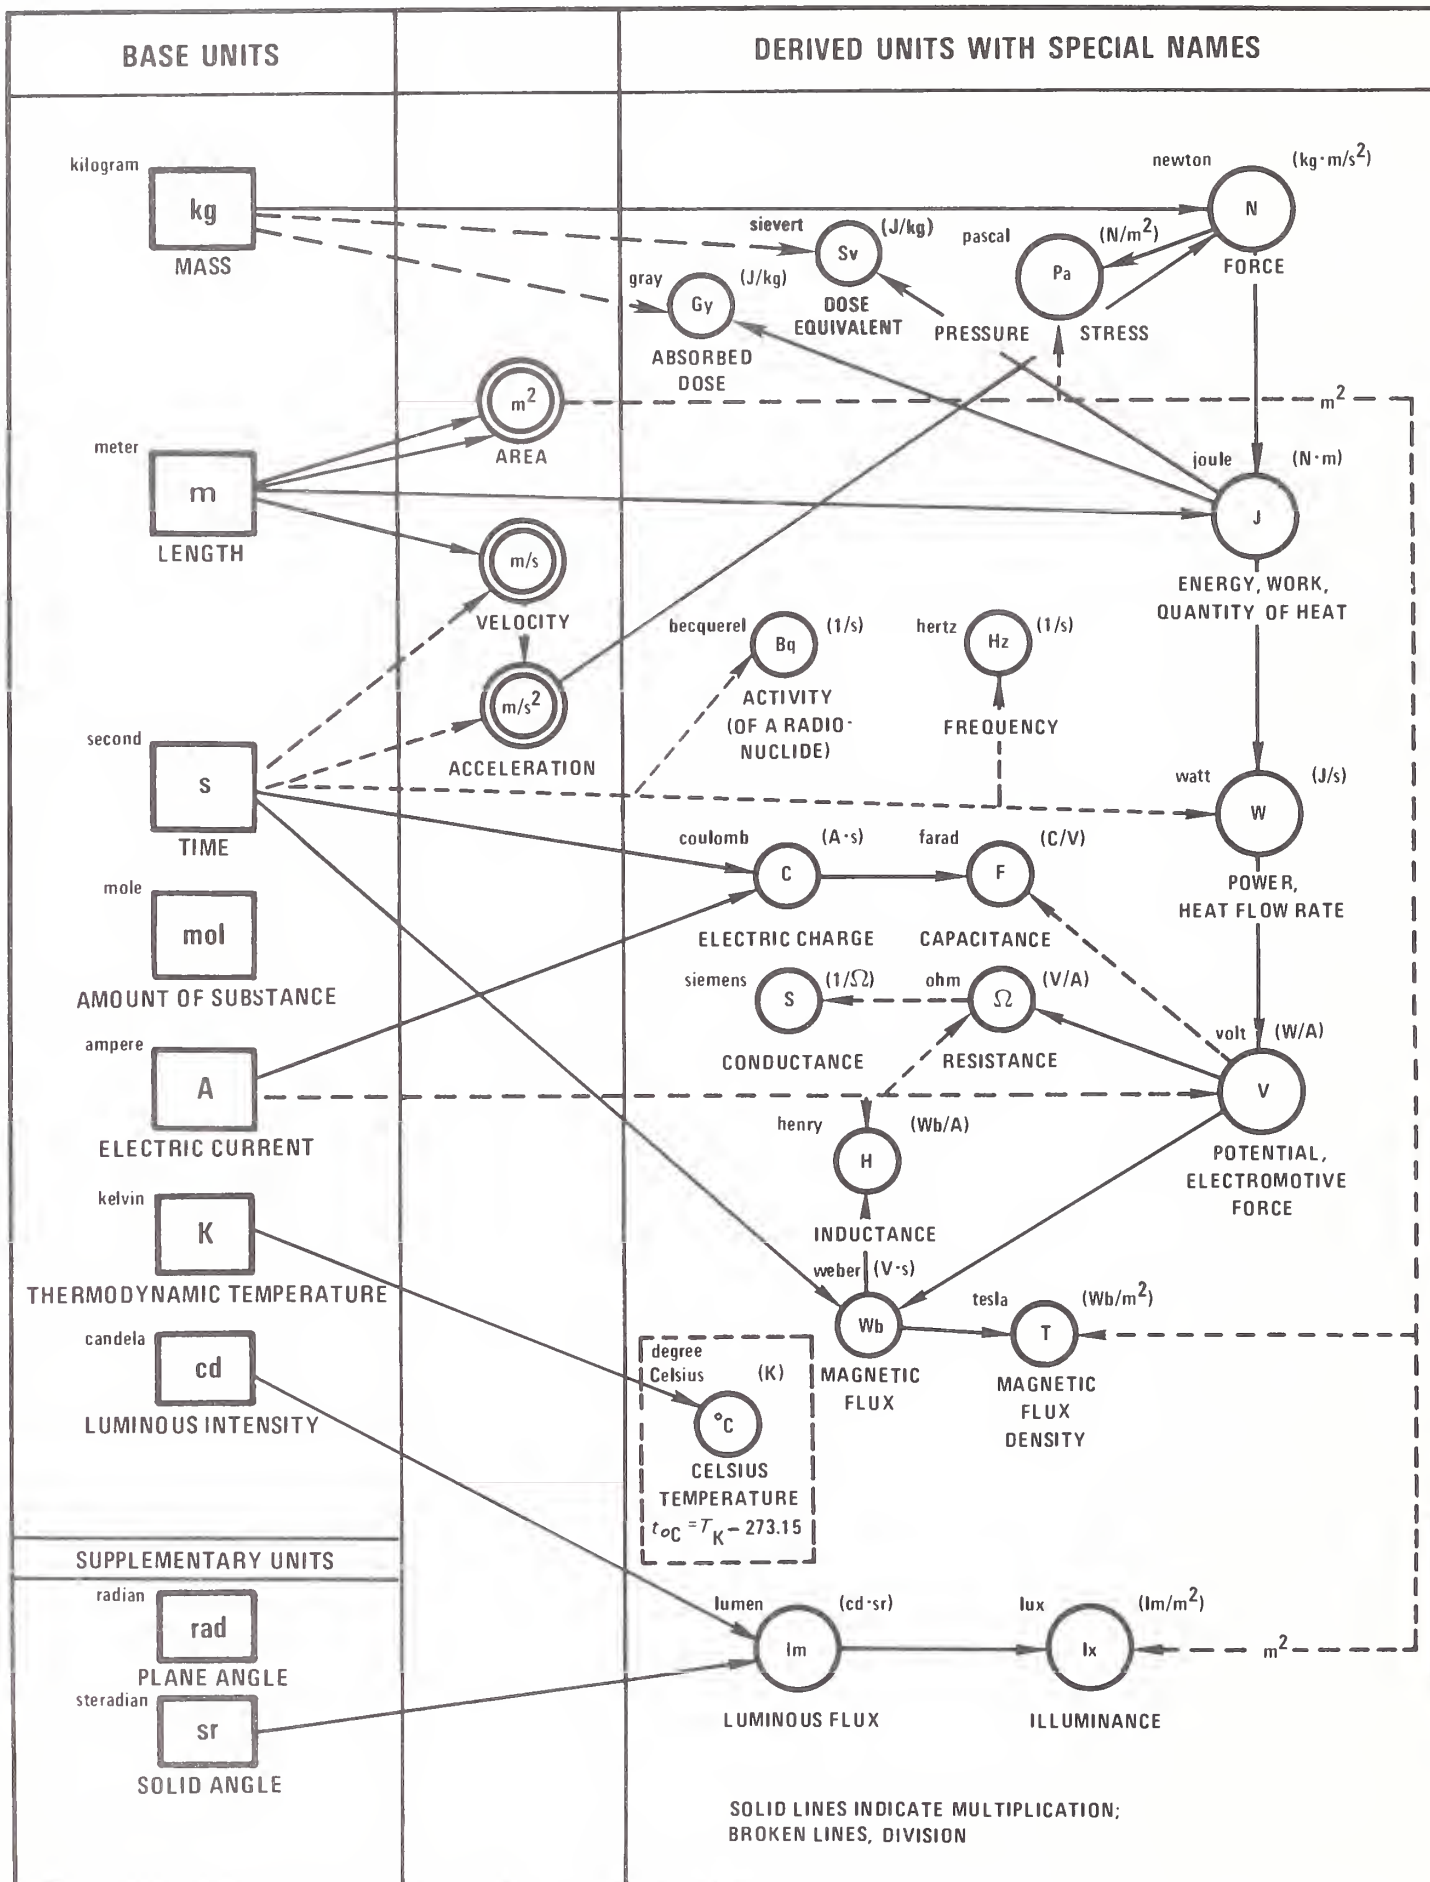 BASE UNITS
DERIVED UNITS WITH SPECIAL NAMES
kilogram
kg
MASS
newton
(kg·m/s²)
N
FORCE
sievert
(J/kg)
Sv
DOSE
EQUIVALENT
pascal
(N/m²)
Pa
PRESSURE
STRESS
gray
(J/kg)
Gy
ABSORBED
DOSE
m²
AREA
m²
meter
m
LENGTH
joule
(N·m)
J
ENERGY, WORK,
QUANTITY OF HEAT
m/s
VELOCITY
becquerel
(1/s)
Bq
ACTIVITY
(OF A RADIO-
NUCLIDE)
hertz
(1/s)
Hz
FREQUENCY
m/s²
ACCELERATION
second
s
TIME
watt
(J/s)
W
POWER,
HEAT FLOW RATE
coulomb
(A·s)
C
ELECTRIC CHARGE
farad
(C/V)
F
CAPACITANCE
mole
mol
AMOUNT OF SUBSTANCE
siemens
(1/Ω)
S
CONDUCTANCE
ohm
(V/A)
Ω
RESISTANCE
volt
(W/A)
V
POTENTIAL,
ELECTROMOTIVE
FORCE
ampere
A
ELECTRIC CURRENT
henry
(Wb/A)
H
INDUCTANCE
kelvin
K
THERMODYNAMIC TEMPERATURE
weber
(V·s)
Wb
MAGNETIC
FLUX
tesla
(Wb/m²)
T
MAGNETIC
FLUX
DENSITY
candela
cd
LUMINOUS INTENSITY
degree
Celsius
(K)
°C
CELSIUS
TEMPERATURE
t°C = TK – 273.15
SUPPLEMENTARY UNITS
radian
rad
PLANE ANGLE
lumen
(cd·sr)
lm
LUMINOUS FLUX
lux
(lm/m²)
lx
ILLUMINANCE
m²
steradian
sr
SOLID ANGLE
SOLID LINES INDICATE MULTIPLICATION;
BROKEN LINES, DIVISION